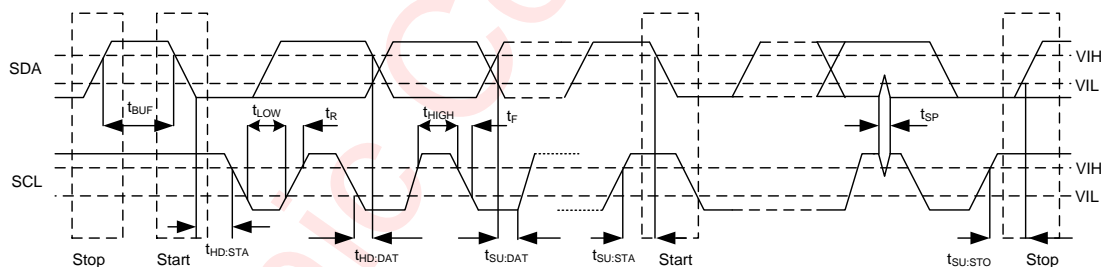 SDA
VIH
VIL
tBUF
tLOW
tR
tHIGH
tF
tSP
SCL
VIH
VIL
tHD:STA
tHD:DAT
tSU:DAT
tSU:STA
tSU:STO
Stop
Start
Start
Stop